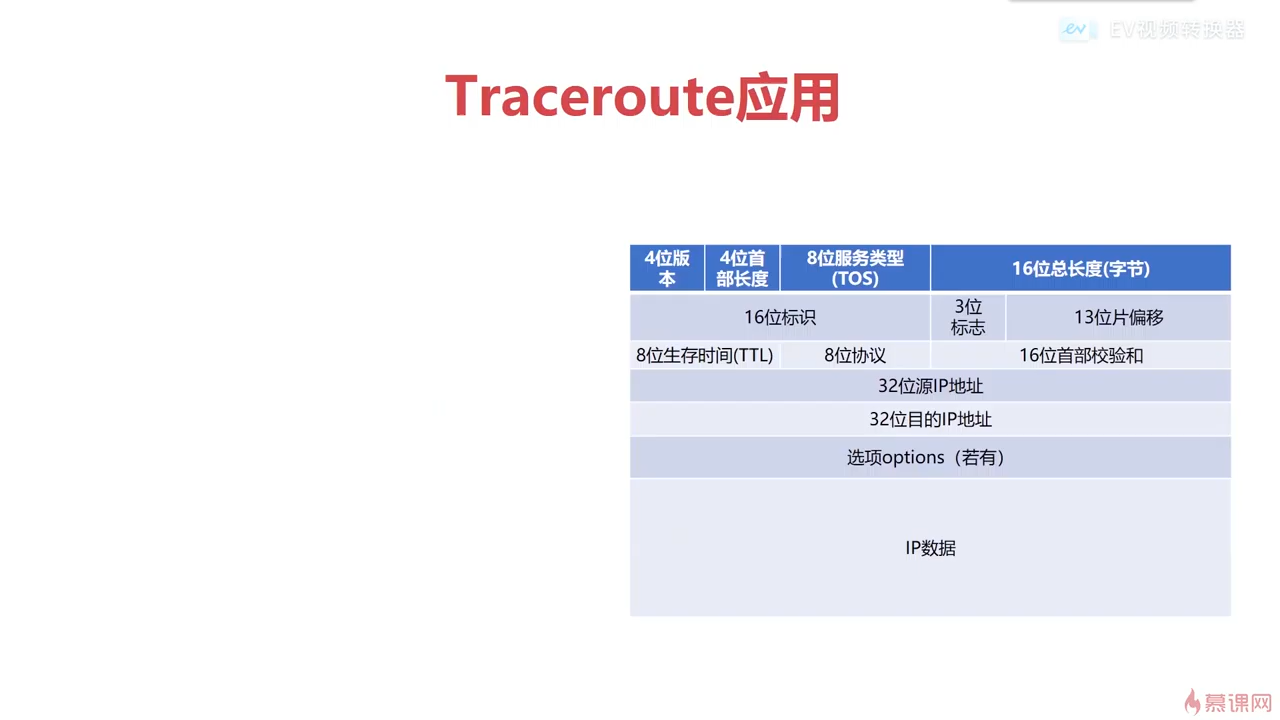 EV视频转换器
Traceroute应用
4位版
本
4位首
部长度
8位服务类型
(TOS)
16位总长度(字节)
16位标识
3位
标志
13位片偏移
8位生存时间(TTL)
8位协议
16位首部校验和
32位源IP地址
32位目的IP地址
选项options（若有）
IP数据
慕课网